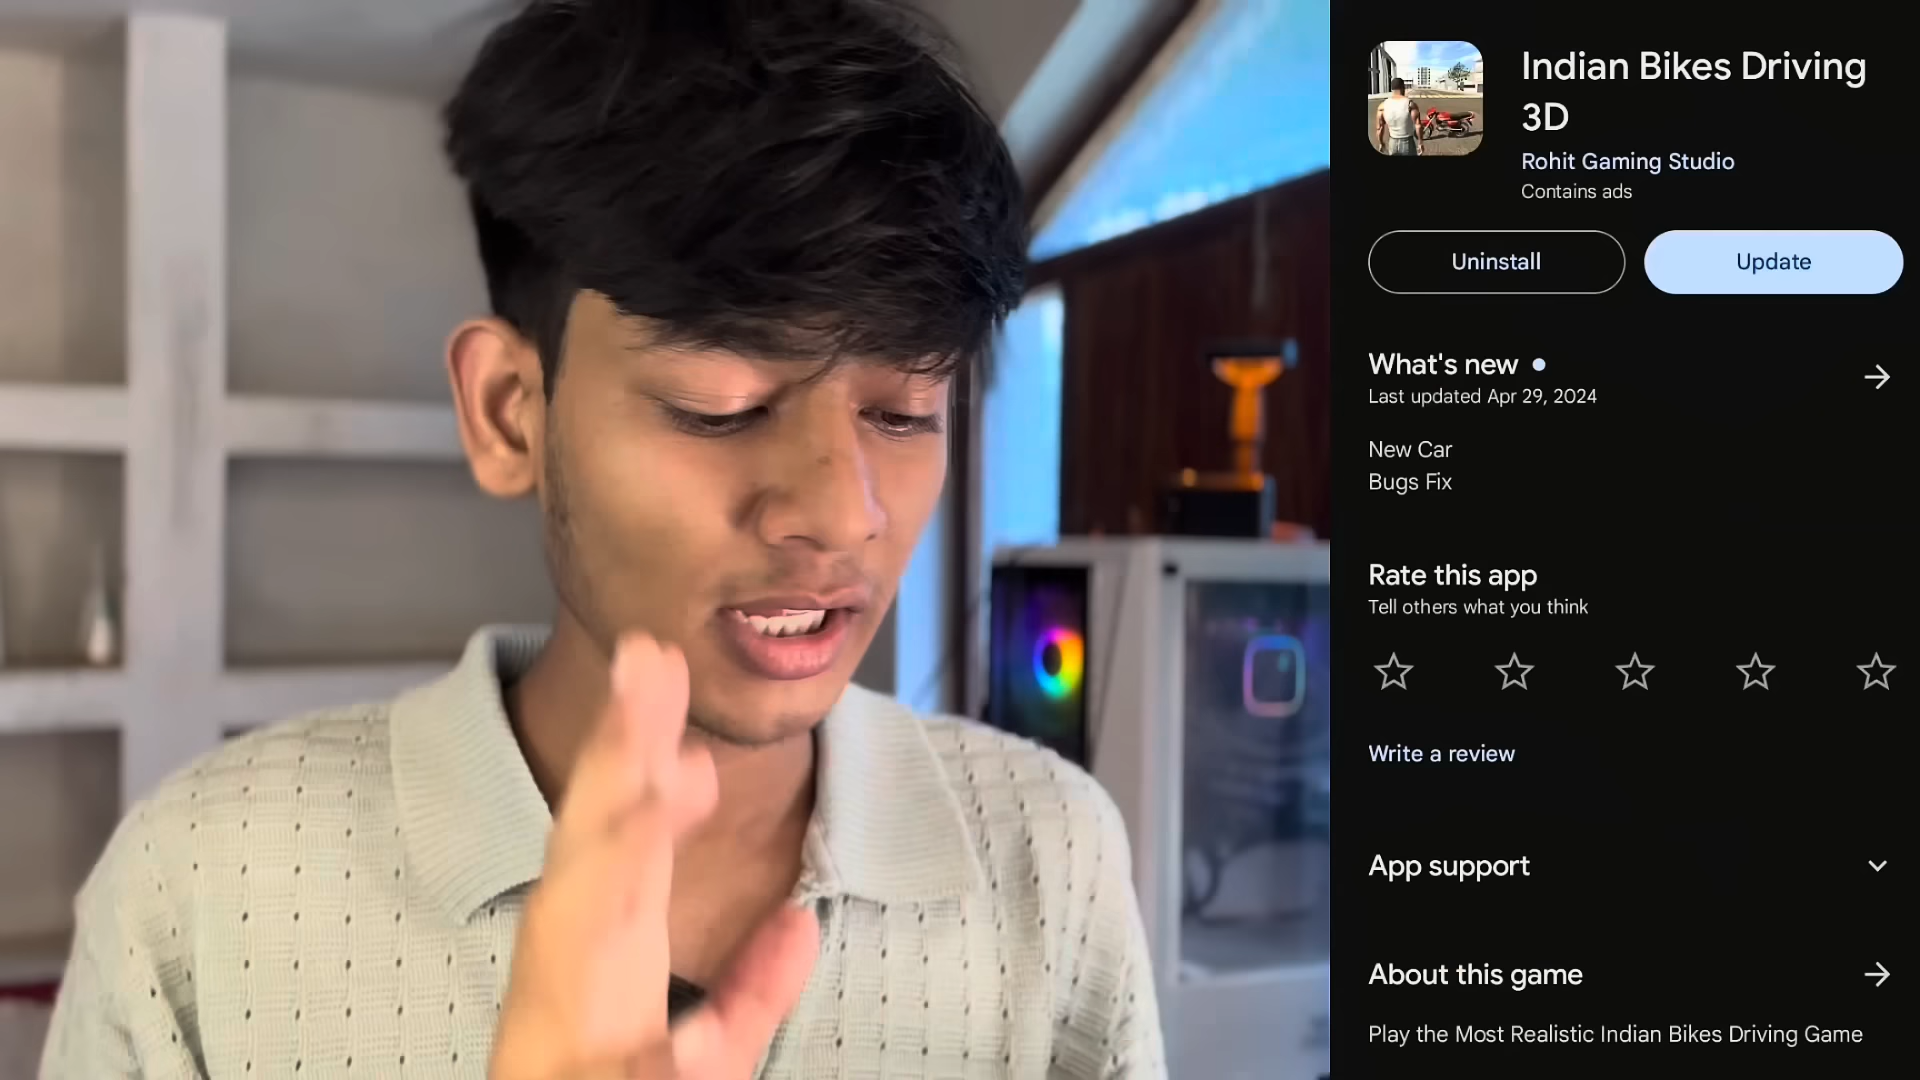 Indian Bikes Driving
3D
Rohit Gaming Studio
Contains ads
Uninstall
Update
What's new
Last updated Apr 29, 2024
New Car
Bugs Fix
Rate this app
Tell others what you think
Write a review
App support
About this game
Play the Most Realistic Indian Bikes Driving Game